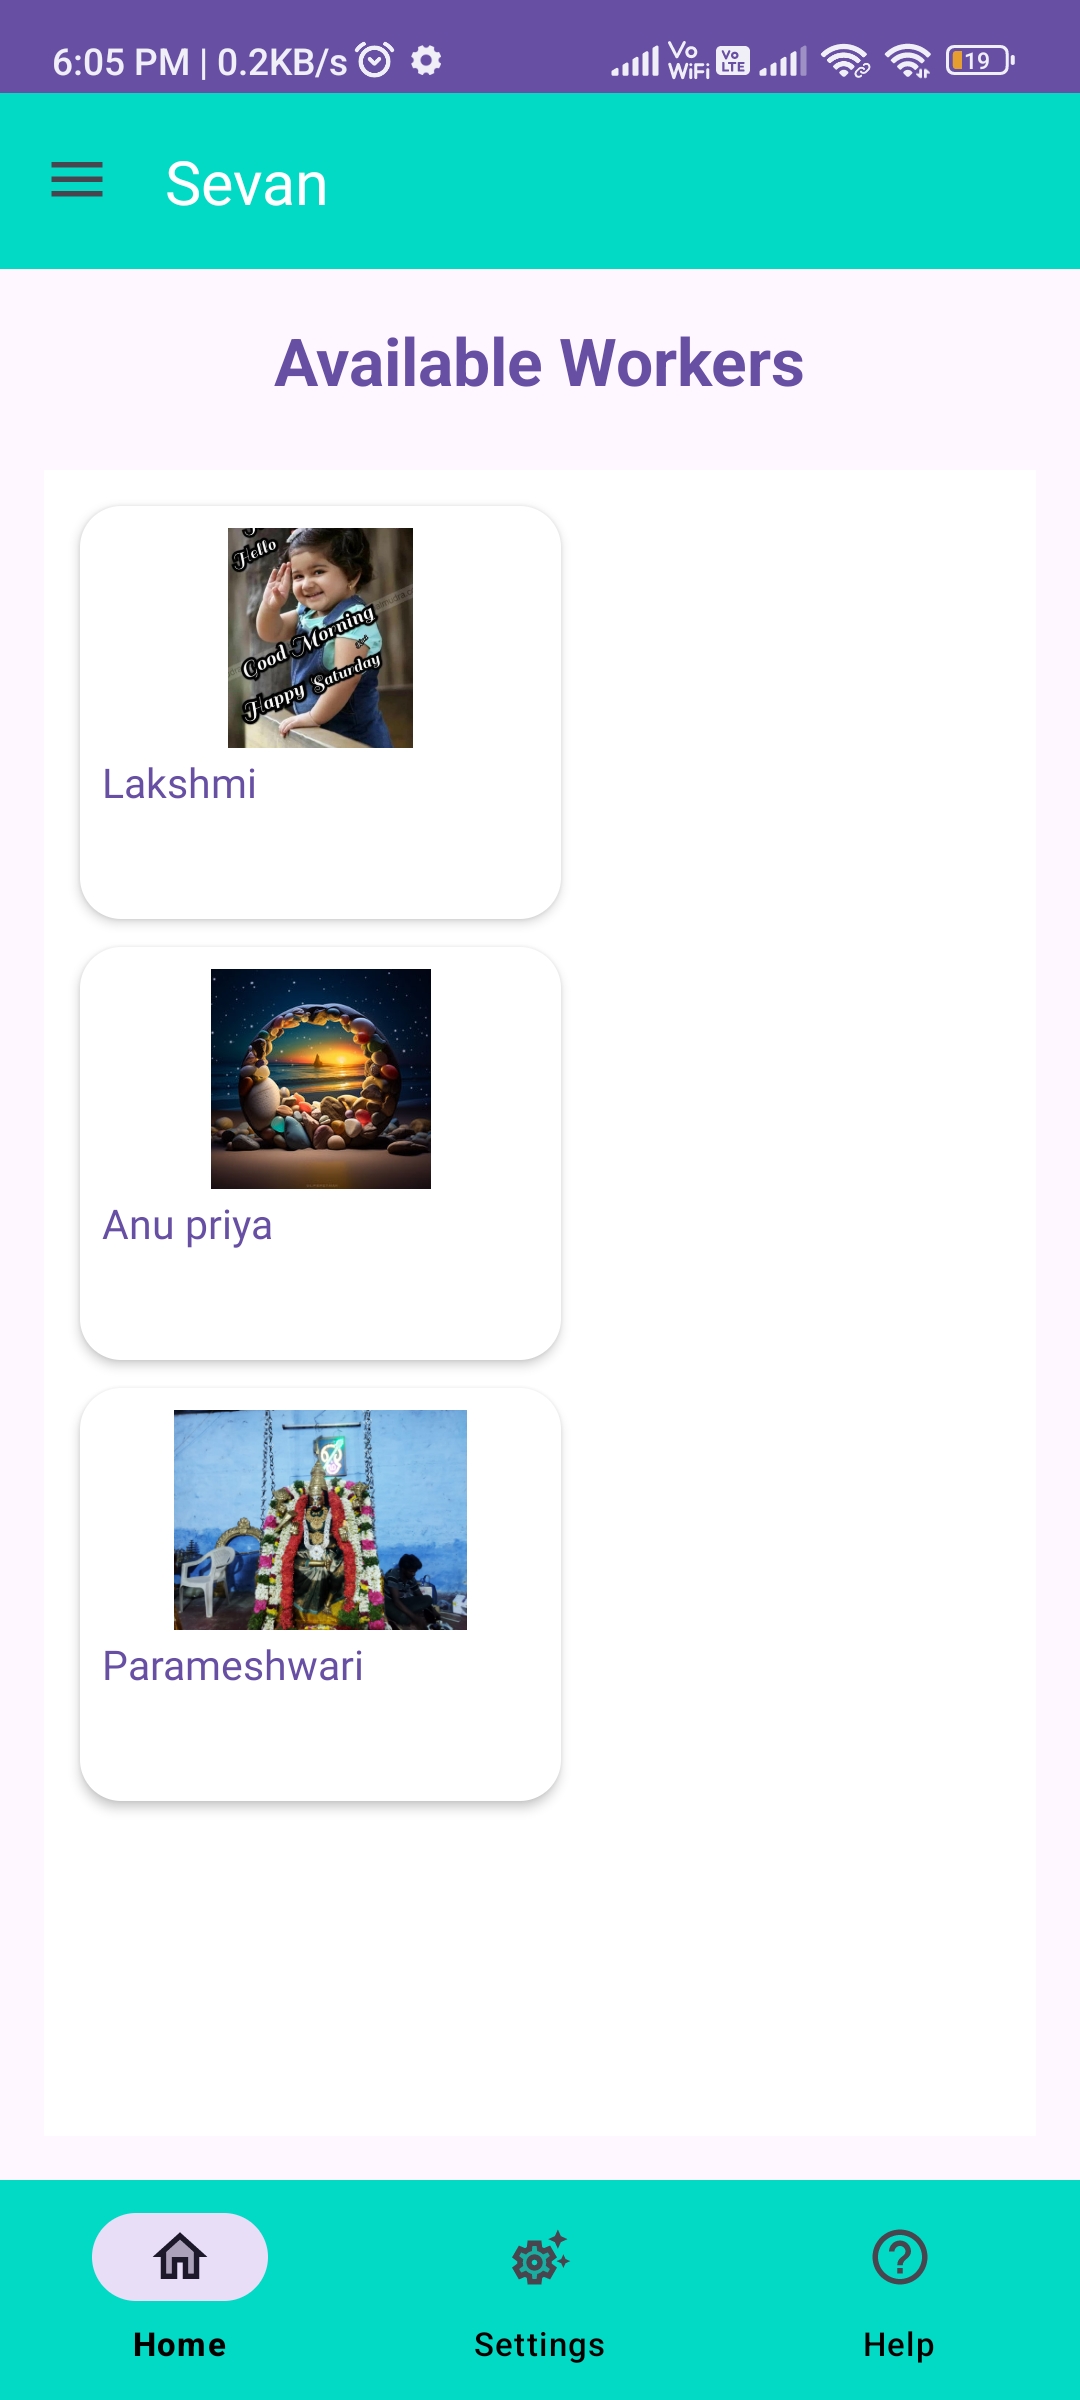 6:05 PM | 0.2KB/s
Vo
WiFi
Vo
LTE
19
Sevan
Available Workers
Hello
Good Morning
Happy Saturday
Lakshmi
Anu priya
Parameshwari
Home
Settings
Help